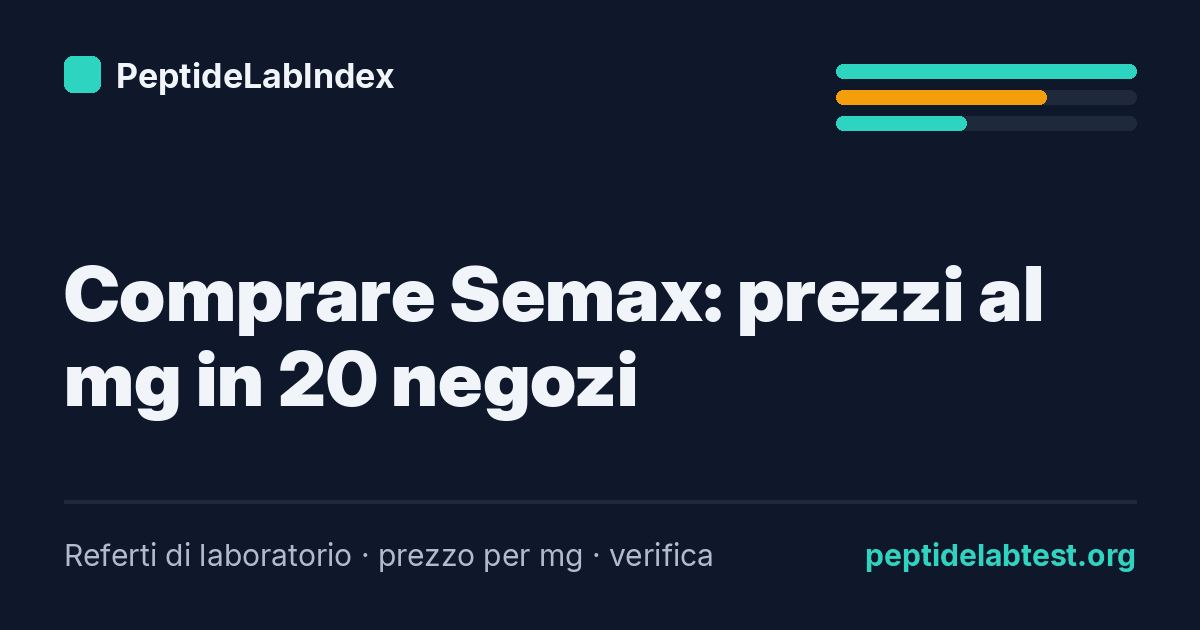 PeptideLabIndex
Comprare Semax: prezzi al
mg in 20 negozi
Referti di laboratorio · prezzo per mg · verifica
peptidelabtest.org